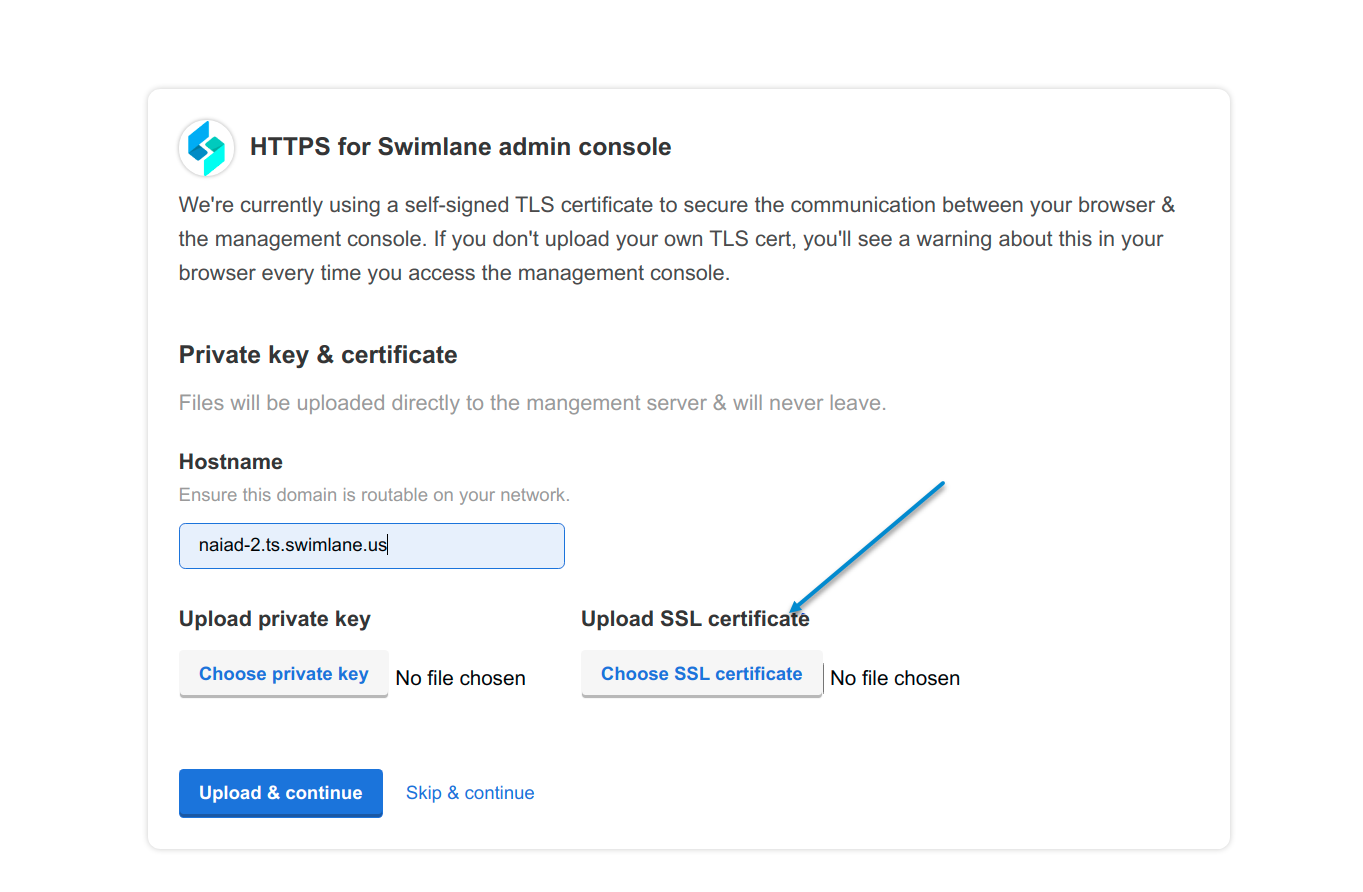 HTTPS for Swimlane admin console
We're currently using a self-signed TLS certificate to secure the communication between your browser &
the management console. If you don't upload your own TLS cert, you'll see a warning about this in your
browser every time you access the management console.
Private key & certificate
Files will be uploaded directly to the mangement server & will never leave.
Hostname
Ensure this domain is routable on your network.
naiad-2.ts.swimlane.us
Upload private key
Upload SSL certificate
Choose private key No file chosen
Choose SSL certificate No file chosen
Upload & continue Skip & continue